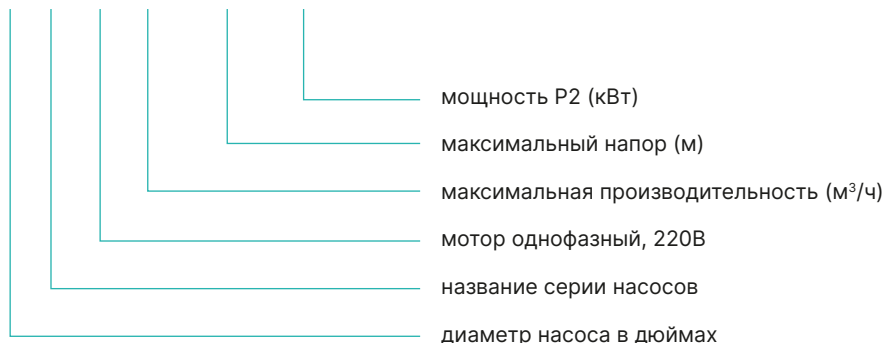 мощность P2 (кВт)
максимальный напор (м)
максимальная производительность (м³/ч)
мотор однофазный, 220В
название серии насосов
диаметр насоса в дюймах